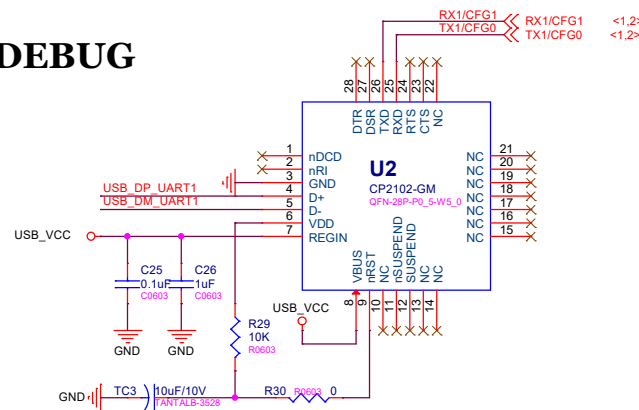 DEBUG
RX1/CFG1
TX1/CFG0
RX1/CFG1 <1,2>
TX1/CFG0 <1,2>
28 27 26 25 24 23 22
DTR DSR TXD RXD RTS CTS NC
U2
CP2102-GM
QFN-28P-P0_5-W5_0
1 nDCD
2 nRI
3 GND
USB_DP_UART1 4 D+
USB_DM_UART1 5 D-
6 VDD
USB_VCC 7 REGIN
NC 21
NC 20
NC 19
NC 18
NC 17
NC 16
NC 15
VBUS nRST NC nSUSPEND SUSPEND NC NC
8 9 10 11 12 13 14
C25
0.1uF
C0603
C26
1uF
C0603
GND
GND
USB_VCC
R29
10K
R0603
GND TC3 10uF/10V
TANTALB-3528
R30 R0603 0